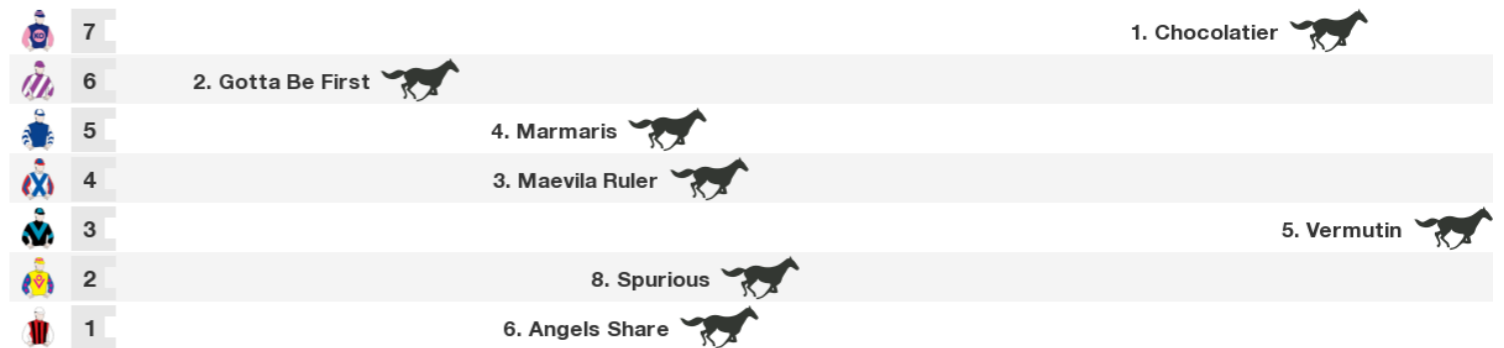 7 1. Chocolatier
6 2. Gotta Be First
5 4. Marmaris
4 3. Maevila Ruler
3 5. Vermutin
2 8. Spurious
1 6. Angels Share